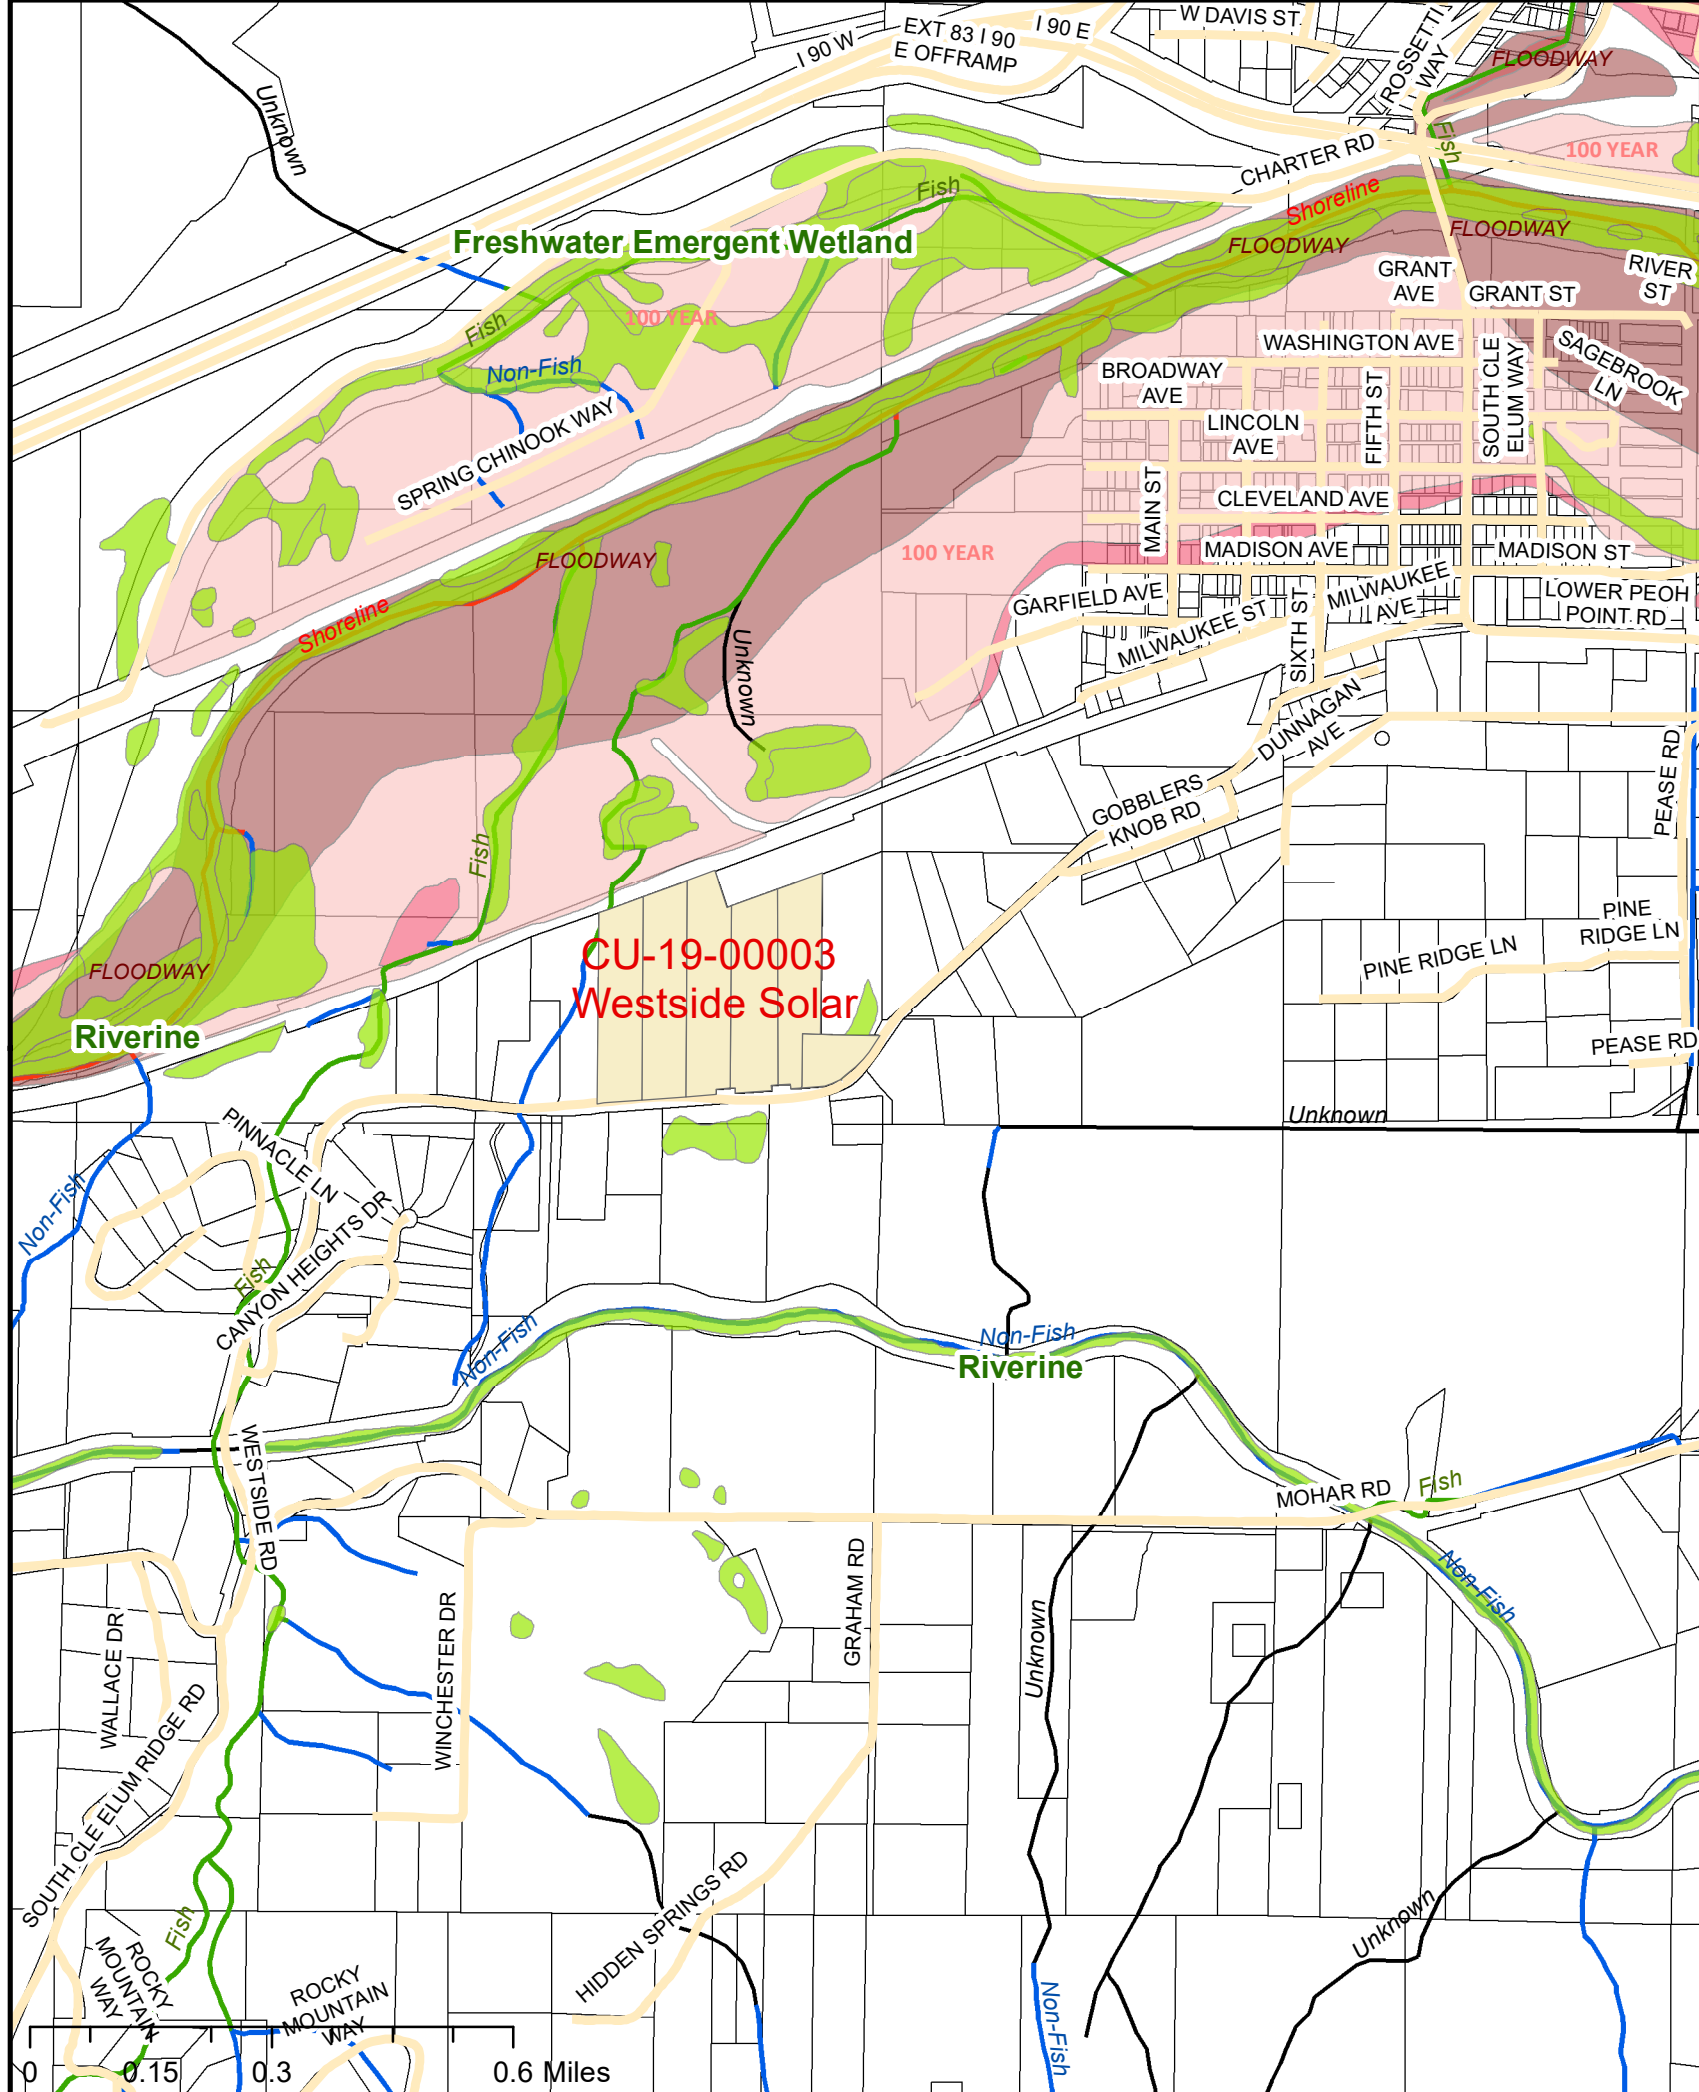 W DAVIS ST
I 90 E
EXT 83 I 90
E OFFRAMP
I 90 W
ROSSETTI
WAY
FLOODWAY
Unknown
Fish
100 YEAR
CHARTER RD
Shoreline
Fish
FLOODWAY
FLOODWAY
Freshwater Emergent Wetland
GRANT
AVE
GRANT ST
RIVER
ST
100 YEAR
Fish
WASHINGTON AVE
SOUTH CLE
ELUM WAY
SAGEBROOK
LN
Non-Fish
BROADWAY
AVE
FIFTH ST
LINCOLN
AVE
SPRING CHINOOK WAY
MAIN ST
CLEVELAND AVE
100 YEAR
MADISON AVE
MADISON ST
FLOODWAY
GARFIELD AVE
MILWAUKEE
AVE
LOWER PEOH
POINT RD
Shoreline
MILWAUKEE ST
SIXTH ST
Unknown
DUNNAGAN
AVE
PEASE RD
GOBBLERS
KNOB RD
Fish
PINE
RIDGE LN
PINE RIDGE LN
CU-19-00003
Westside Solar
FLOODWAY
Riverine
PEASE RD
Unknown
PINNACLE LN
Non-Fish
CANYON HEIGHTS DR
Fish
Non-Fish
Non-Fish
Riverine
WESTSIDE RD
MOHAR RD
Fish
Non-Fish
GRAHAM RD
Unknown
WINCHESTER DR
WALLACE DR
SOUTH CLE ELUM RIDGE RD
HIDDEN SPRINGS RD
Unknown
Fish
ROCKY
MOUNTAIN
WAY
ROCKY
MOUNTAIN
WAY
Non-Fish
0 0.15 0.3 0.6 Miles